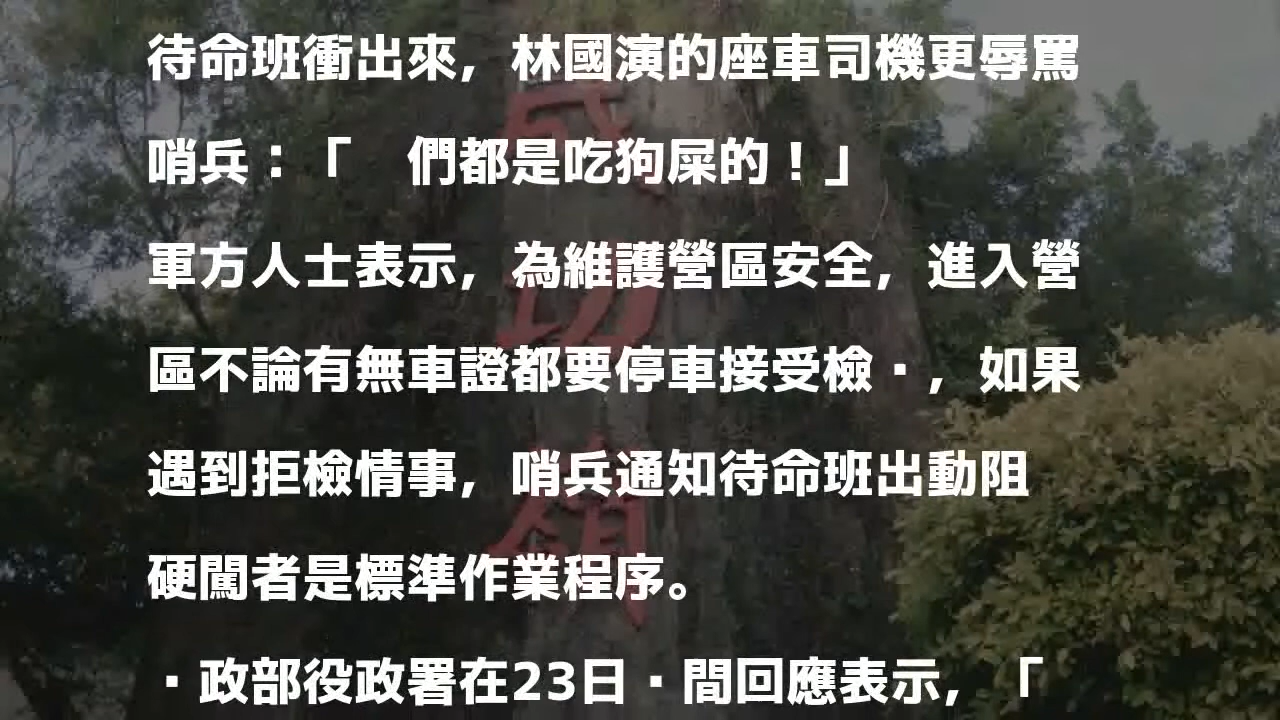 待命班衝出來，林國演的座車司機更辱罵
哨兵：「　們都是吃狗屎的！」
軍方人士表示，為維護營區安全，進入營
區不論有無車證都要停車接受檢·，如果
遇到拒檢情事，哨兵通知待命班出動阻
硬闖者是標準作業程序。
·政部役政署在23日·間回應表示，「
成功嶺